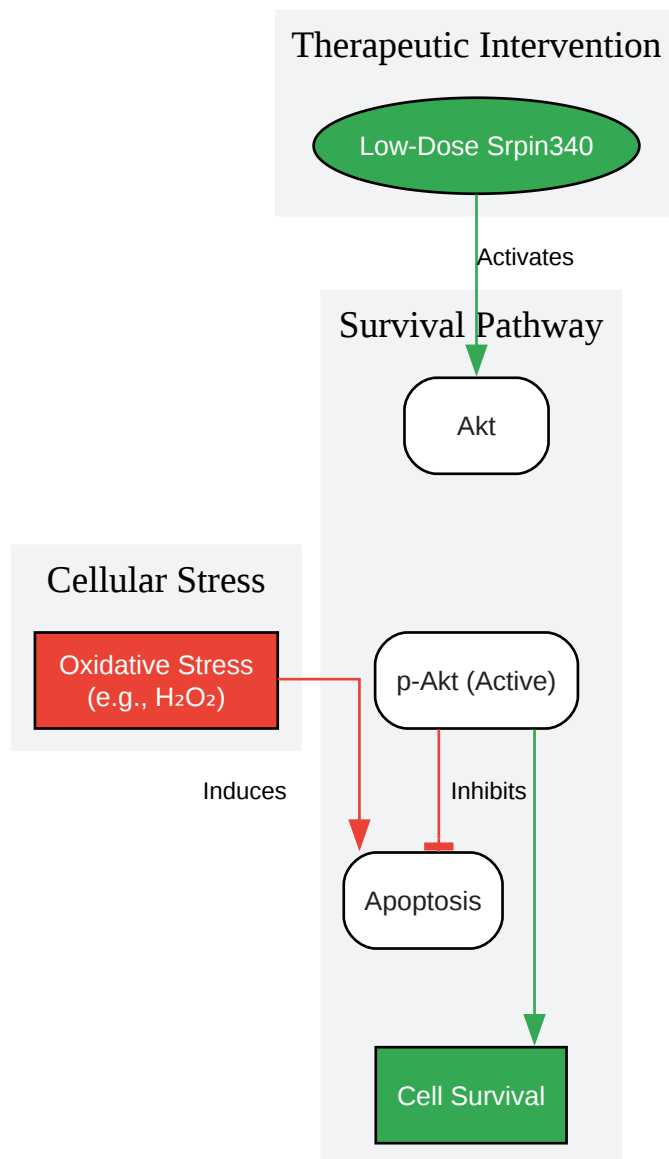 Therapeutic Intervention
Low-Dose Srpin340
Activates
Survival Pathway
Akt
Cellular Stress
Oxidative Stress
(e.g., H₂O₂)
p-Akt (Active)
Induces
Inhibits
Apoptosis
Cell Survival